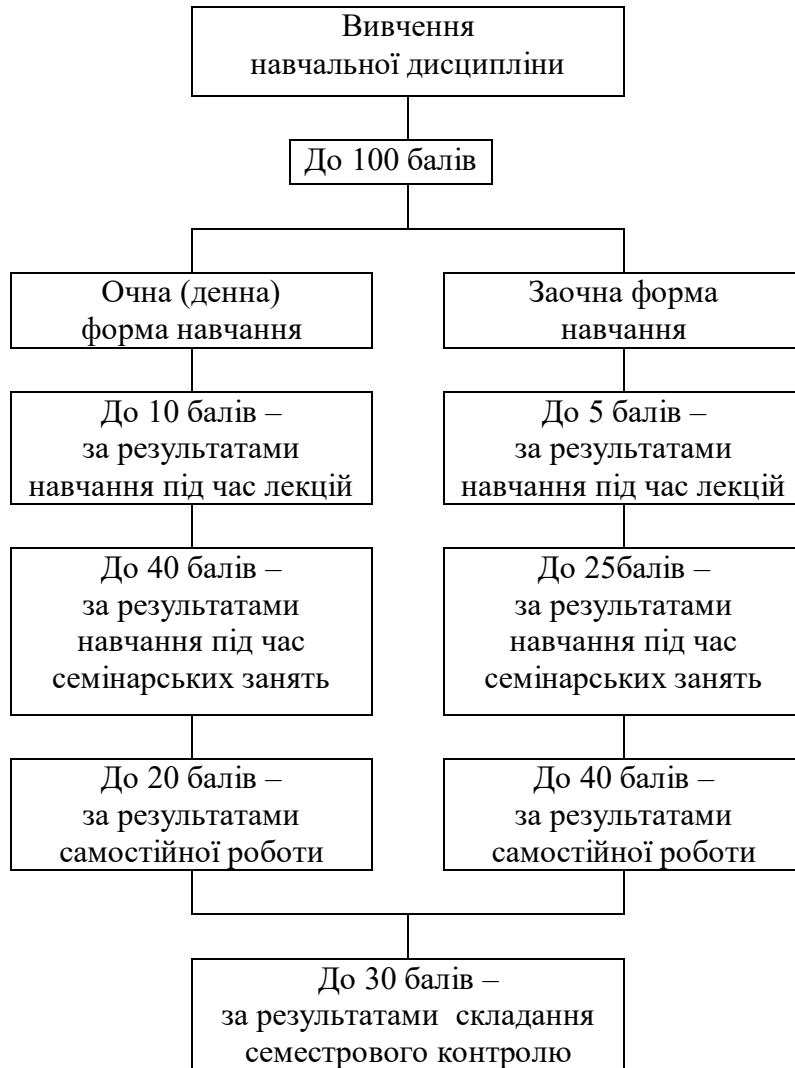 Вивчення
навчальної дисципліни
До 100 балів
Очна (денна)
форма навчання
Заочна форма
навчання
До 10 балів –
за результатами
навчання під час лекцій
До 5 балів –
за результатами
навчання під час лекцій
До 40 балів –
за результатами
навчання під час
семінарських занять
До 25балів –
за результатами
навчання під час
семінарських занять
До 20 балів –
за результатами
самостійної роботи
До 40 балів –
за результатами
самостійної роботи
До 30 балів –
за результатами складання
семестрового контролю